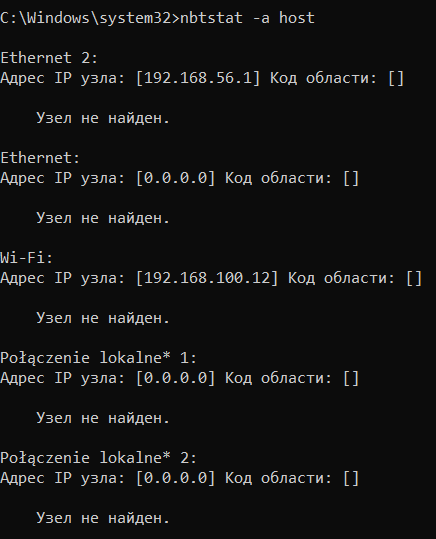 C:\Windows\system32>nbtstat -a host
Ethernet 2:
Адрес IP узла: [192.168.56.1] Код области: []
Узел не найден.
Ethernet:
Адрес IP узла: [0.0.0.0] Код области: []
Узел не найден.
Wi-Fi:
Адрес IP узла: [192.168.100.12] Код области: []
Узел не найден.
Połączenie lokalne* 1:
Адрес IP узла: [0.0.0.0] Код области: []
Узел не найден.
Połączenie lokalne* 2:
Адрес IP узла: [0.0.0.0] Код области: []
Узел не найден.